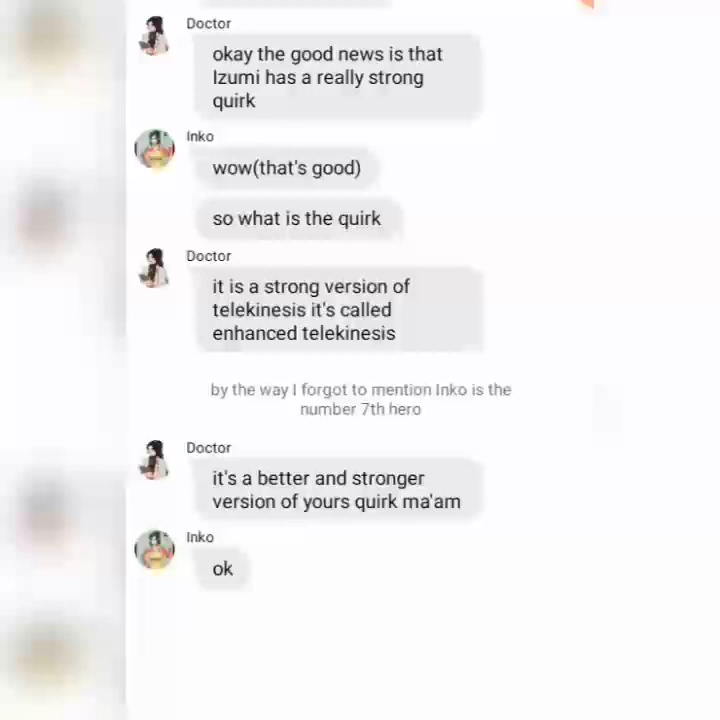 Doctor
okay the good news is that
Izumi has a really strong
quirk
Inko
wow(that's good)
so what is the quirk
Doctor
it is a strong version of
telekinesis it's called
enhanced telekinesis
by the way I forgot to mention Inko is the
number 7th hero
Doctor
it's a better and stronger
version of yours quirk ma'am
Inko
ok